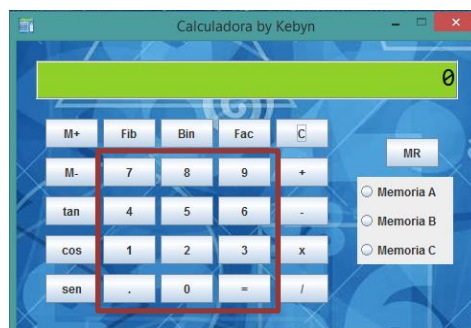 Calculadora by Kebyn
0
M+ Fib Bin Fac C
MR
M- 7 8 9 +
Memoria A
tan 4 5 6 -
Memoria B
cos 1 2 3 x
Memoria C
sen . 0 = /